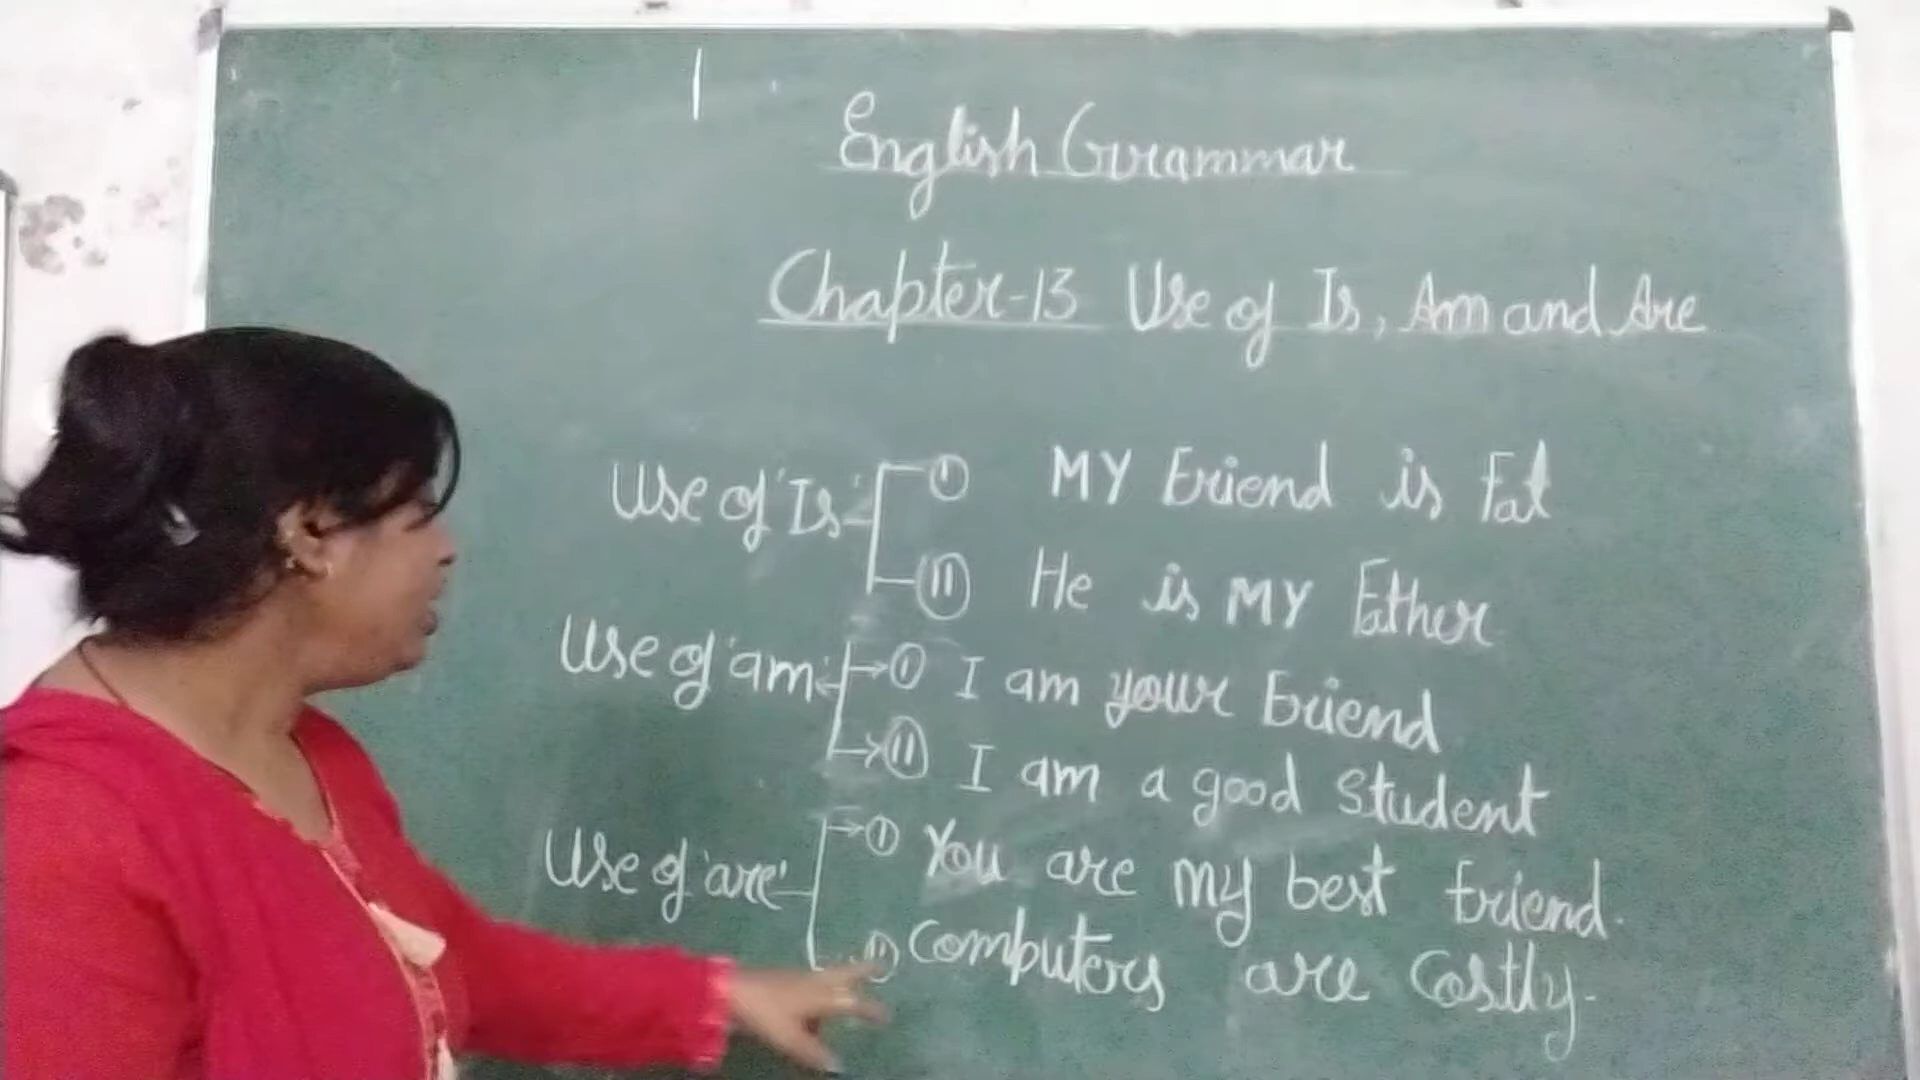 English Grammar
Chapter-13 Use of Is, Am and Are
Use of 'Is'
(I) MY Friend is Fat
(II) He is MY Father
Use of 'am'
(I) I am your Friend
(II) I am a good Student
Use of 'are'
(I) You are my best friend.
(II) Computers are Costly.